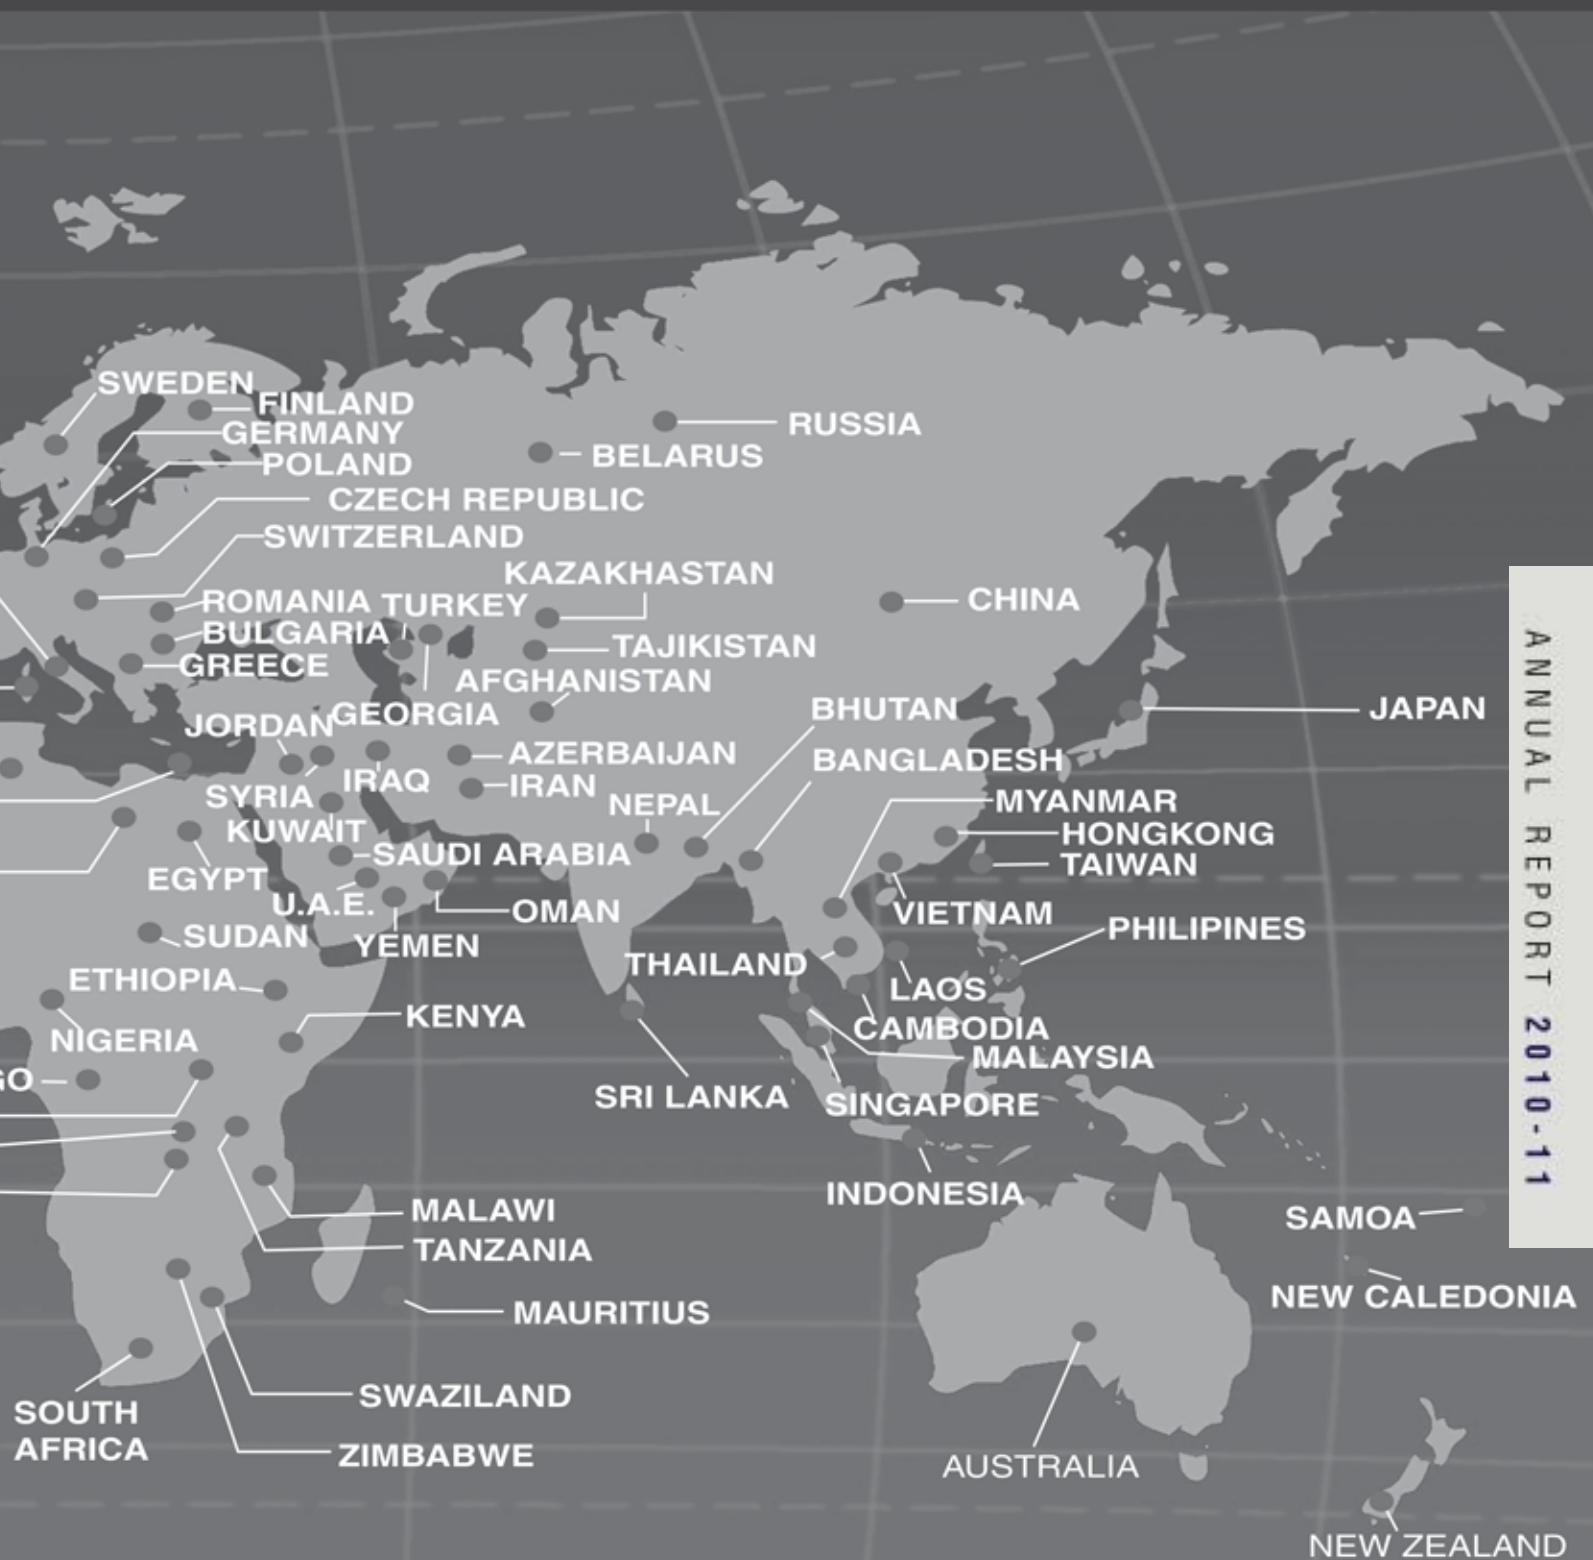 SWEDEN
FINLAND
GERMANY
POLAND
RUSSIA
BELARUS
CZECH REPUBLIC
SWITZERLAND
KAZAKHASTAN
CHINA
ROMANIA
TURKEY
BULGARIA
TAJIKISTAN
GREECE
AFGHANISTAN
JORDAN
GEORGIA
BHUTAN
JAPAN
AZERBAIJAN
BANGLADESH
IRAQ
IRAN
SYRIA
NEPAL
MYANMAR
KUWAIT
HONGKONG
SAUDI ARABIA
TAIWAN
EGYPT
U.A.E.
OMAN
VIETNAM
SUDAN
YEMEN
PHILIPINES
THAILAND
ETHIOPIA
LAOS
KENYA
CAMBODIA
NIGERIA
MALAYSIA
GO
SRI LANKA
SINGAPORE
INDONESIA
MALAWI
SAMOA
TANZANIA
NEW CALEDONIA
MAURITIUS
SWAZILAND
SOUTH
AFRICA
ZIMBABWE
AUSTRALIA
NEW ZEALAND
ANNUAL REPORT 2010-11